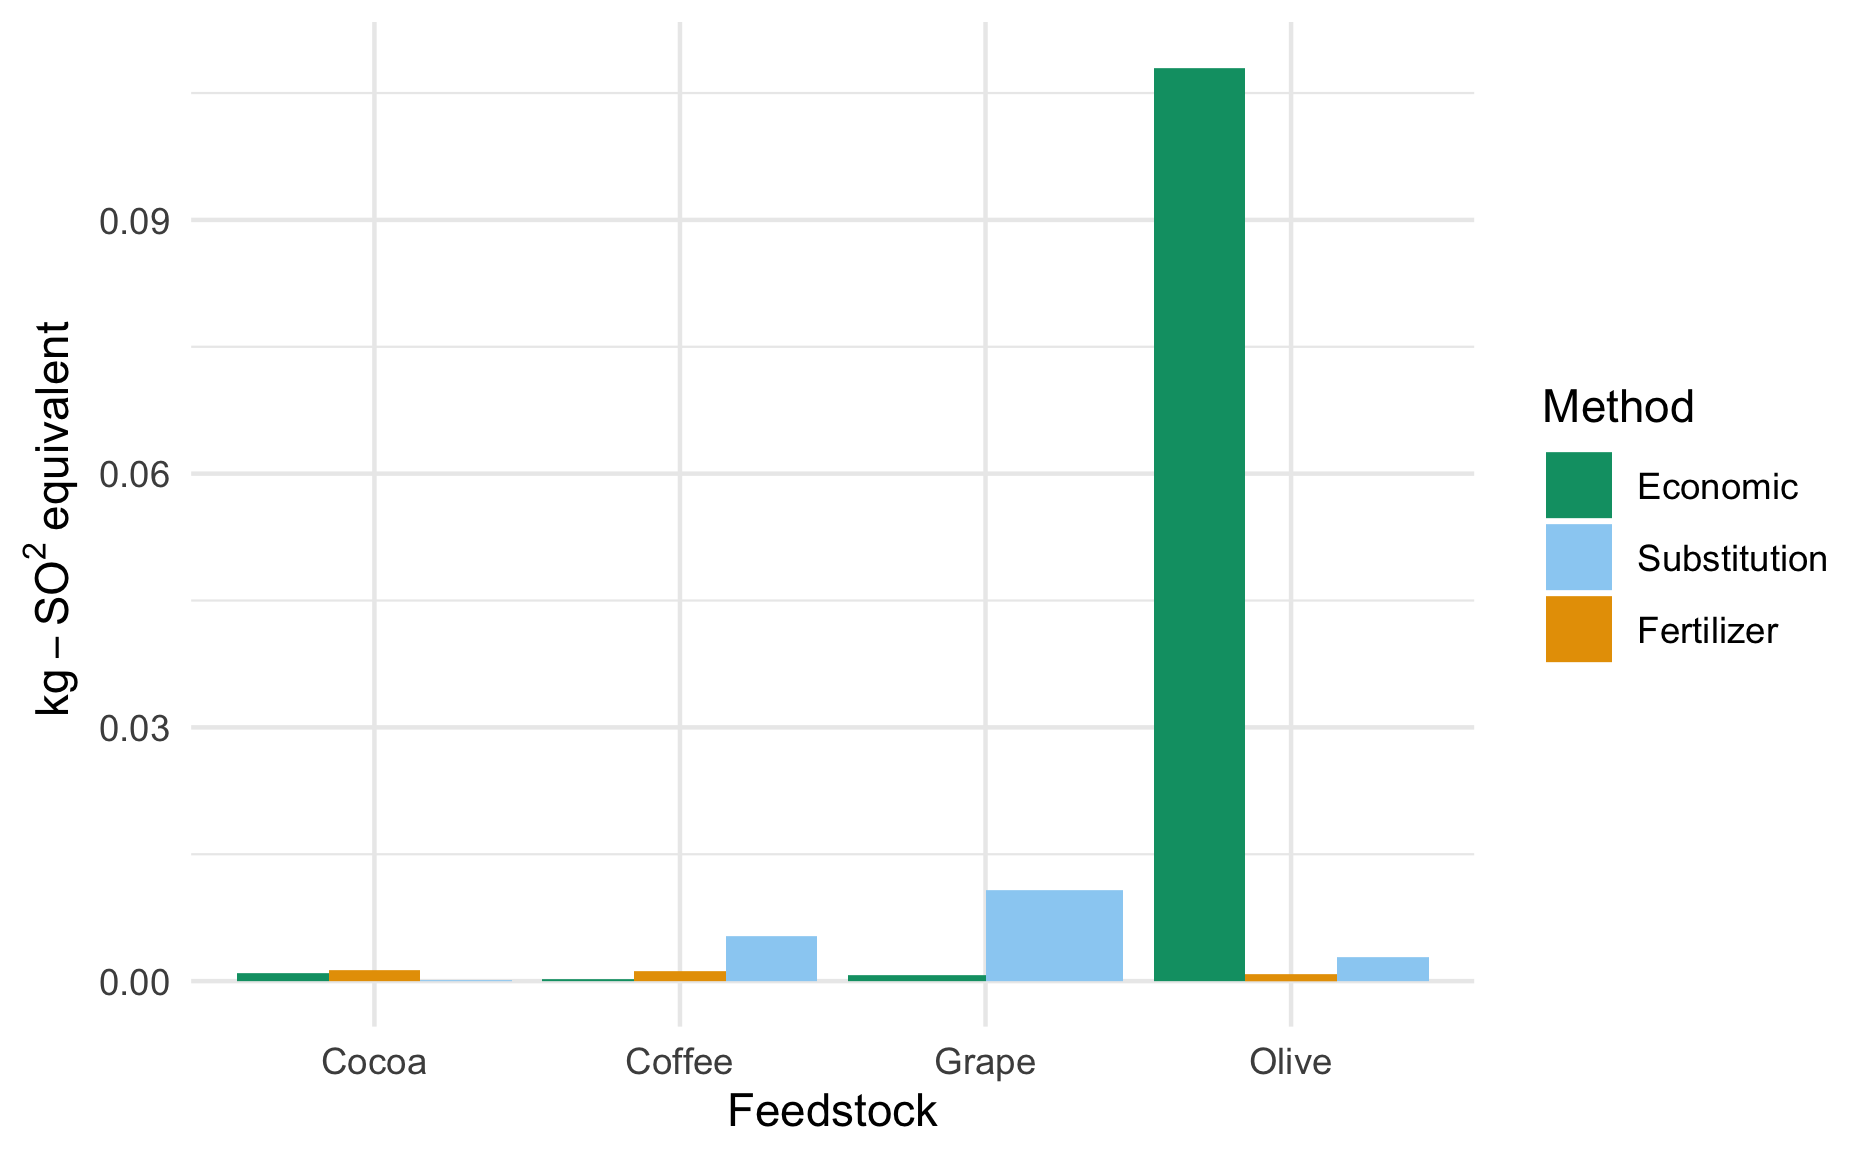 0.09
0.06
0.03
0.00
kg – SO² equivalent
Cocoa Coffee Grape Olive
Feedstock
Method
Economic
Substitution
Fertilizer